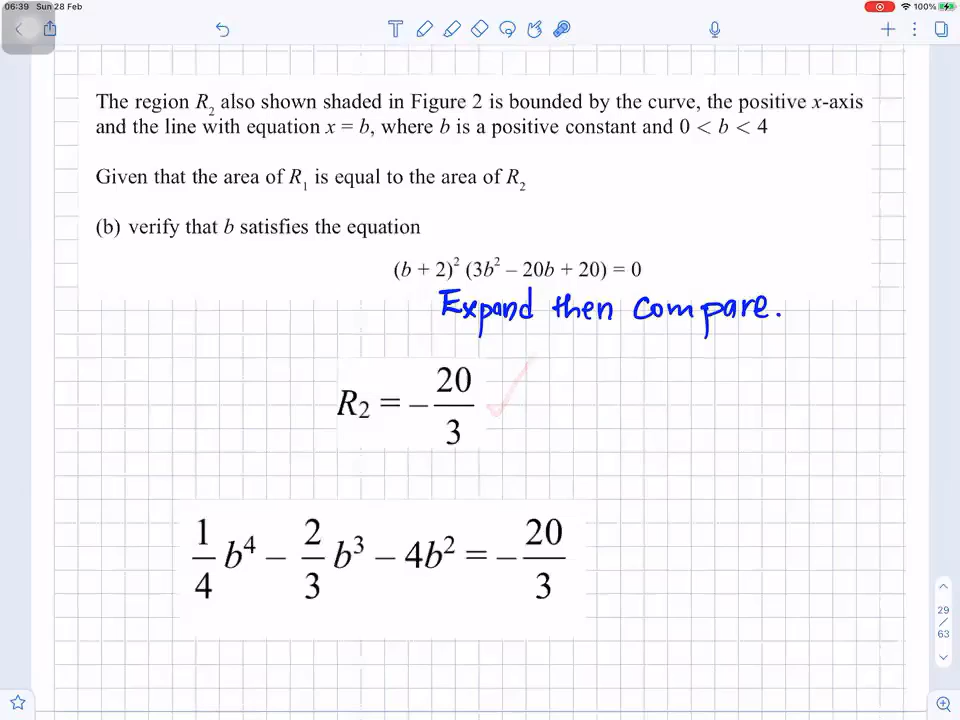 06:39 Sun 28 Feb 100%
The region R₂ also shown shaded in Figure 2 is bounded by the curve, the positive x-axis
and the line with equation x = b, where b is a positive constant and 0 < b < 4
Given that the area of R₁ is equal to the area of R₂
(b) verify that b satisfies the equation
(b + 2)² (3b² – 20b + 20) = 0
Expand then compare.
R₂ = –20/3
1/4 b⁴ – 2/3 b³ – 4b² = –20/3
29
/
63